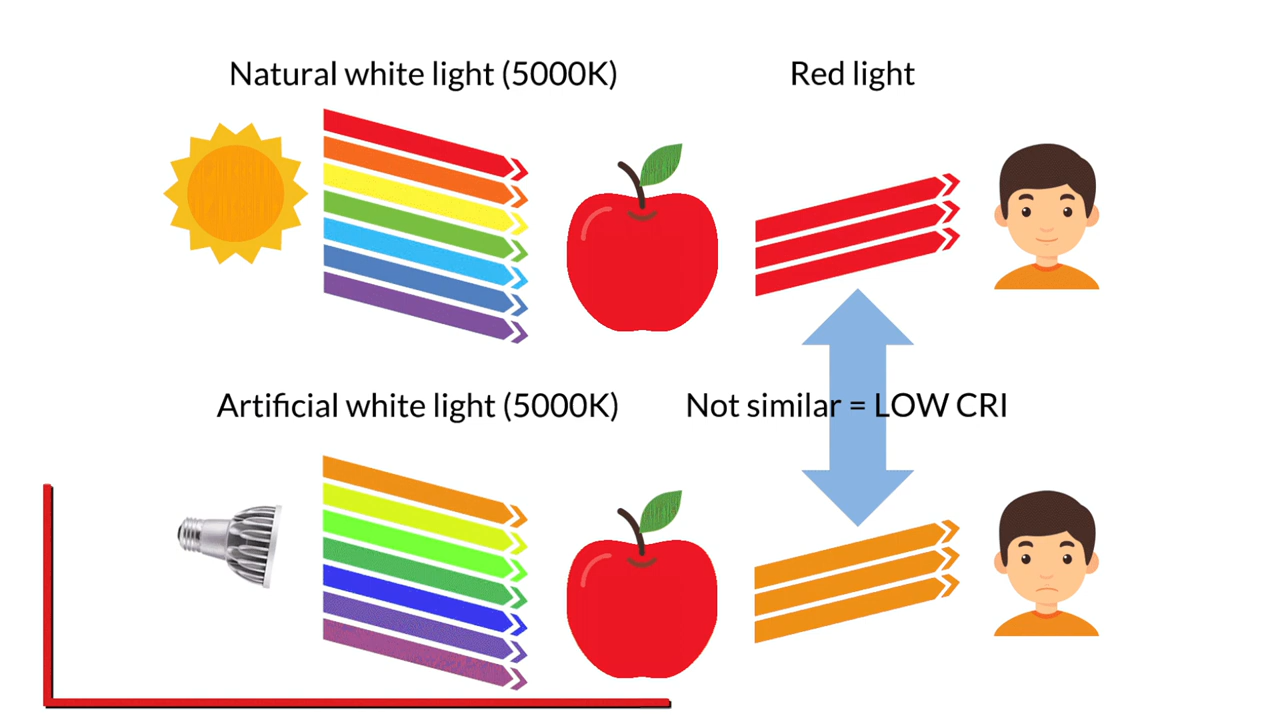 Natural white light (5000K)
Red light
Artificial white light (5000K)
Not similar = LOW CRI